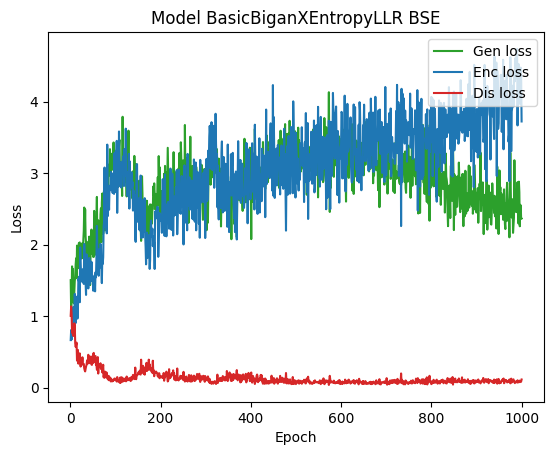 Model BasicBiganXEntropyLLR BSE
Gen loss
Enc loss
Dis loss
Loss
4
3
2
1
0
0 200 400 600 800 1000
Epoch